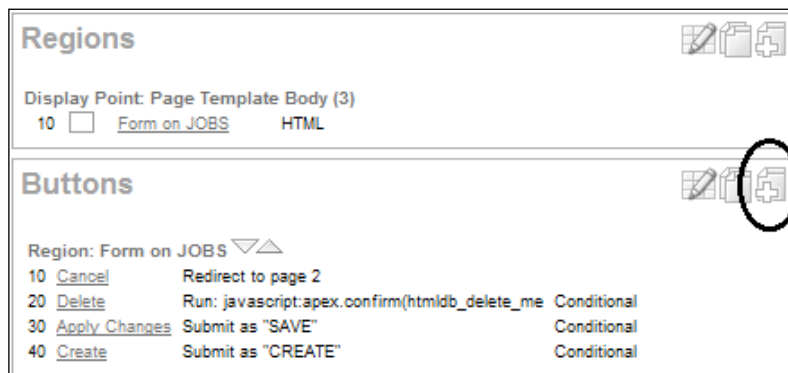 Regions
Display Point: Page Template Body (3)
10 Form on JOBS HTML
Buttons
Region: Form on JOBS
10 Cancel Redirect to page 2
20 Delete Run: javascript:apex.confirm(htmldb_delete_me Conditional
30 Apply Changes Submit as "SAVE" Conditional
40 Create Submit as "CREATE" Conditional